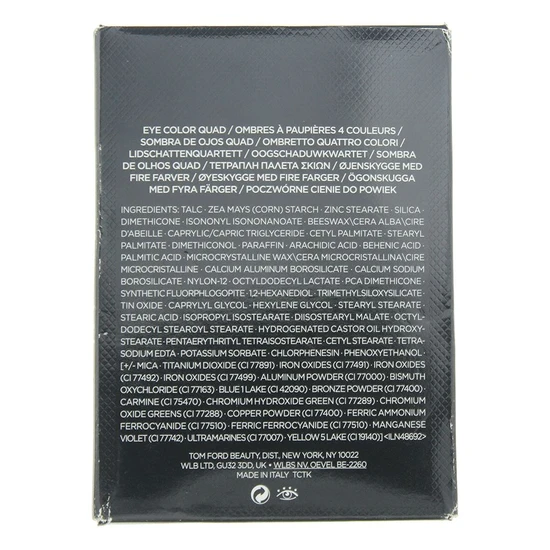 EYE COLOR QUAD / OMBRES À PAUPIÈRES 4 COULEURS /
SOMBRA DE OJOS QUAD / OMBRETTO QUATTRO COLORI /
LIDSCHATTENQUARTETT / OOGSCHADUWKWARTET / SOMBRA
DE OLHOS QUAD / ΤΕΤΡΑΠΛΗ ΠΑΛΕΤΑ ΣΚΙΩΝ / ØJENSKYGGE MED
FIRE FARVER / ØYESKYGGE MED FIRE FARGER / ÖGONSKUGGA
MED FYRA FÄRGER / POCZWÓRNE CIENIE DO POWIEK
INGREDIENTS: TALC · ZEA MAYS (CORN) STARCH · ZINC STEARATE · SILICA ·
DIMETHICONE · ISONONYL ISONONANOATE · BEESWAX\CERA ALBA\CIRE
D'ABEILLE · CAPRYLIC/CAPRIC TRIGLYCERIDE · CETYL PALMITATE · STEARYL
PALMITATE · DIMETHICONOL · PARAFFIN · ARACHIDIC ACID · BEHENIC ACID ·
PALMITIC ACID · MICROCRYSTALLINE WAX\CERA MICROCRISTALLINA\CIRE
MICROCRISTALLINE · CALCIUM ALUMINUM BOROSILICATE · CALCIUM SODIUM
BOROSILICATE · NYLON-12 · OCTYLDODECYL LACTATE · PCA DIMETHICONE ·
SYNTHETIC FLUORPHLOGOPITE · 1,2-HEXANEDIOL · TRIMETHYLSILOXYSILICATE ·
TIN OXIDE · CAPRYLYL GLYCOL · HEXYLENE GLYCOL · STEARYL STEARATE ·
STEARIC ACID · ISOPROPYL ISOSTEARATE · DIISOSTEARYL MALATE · OCTYL-
DODECYL STEAROYL STEARATE · HYDROGENATED CASTOR OIL HYDROXY-
STEARATE · PENTAERYTHRITYL TETRAISOSTEARATE · CETYL STEARATE · TETRA-
SODIUM EDTA · POTASSIUM SORBATE · CHLORPHENESIN · PHENOXYETHANOL ·
[+/- MICA · TITANIUM DIOXIDE (CI 77891) · IRON OXIDES (CI 77491) · IRON OXIDES
(CI 77492) · IRON OXIDES (CI 77499) · ALUMINUM POWDER (CI 77000) · BISMUTH
OXYCHLORIDE (CI 77163) · BLUE 1 LAKE (CI 42090) · BRONZE POWDER (CI 77400) ·
CARMINE (CI 75470) · CHROMIUM HYDROXIDE GREEN (CI 77289) · CHROMIUM
OXIDE GREENS (CI 77288) · COPPER POWDER (CI 77400) · FERRIC AMMONIUM
FERROCYANIDE (CI 77510) · FERRIC FERROCYANIDE (CI 77510) · MANGANESE
VIOLET (CI 77742) · ULTRAMARINES (CI 77007) · YELLOW 5 LAKE (CI 19140)] <ILN48692>
TOM FORD BEAUTY, DIST., NEW YORK, NY 10022
WLB LTD, GU32 3DD, UK · WLBS NV. OEVEL BE-2260
MADE IN ITALY TCTK